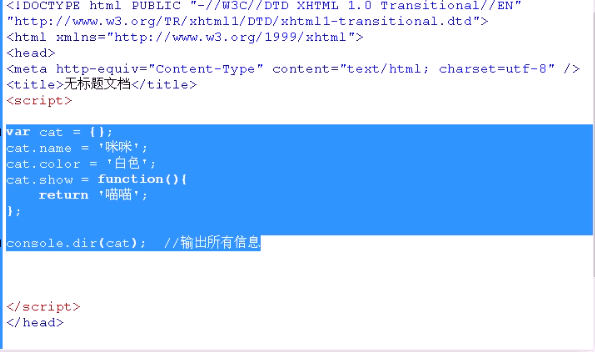 <!DOCTYPE html PUBLIC "-//W3C//DTD XHTML 1.0 Transitional//EN"
"http://www.w3.org/TR/xhtml1/DTD/xhtml1-transitional.dtd">
<html xmlns="http://www.w3.org/1999/xhtml">
<head>
<meta http-equiv="Content-Type" content="text/html; charset=utf-8" />
<title>无标题文档</title>
<script>
var cat = {};
cat.name = '咪咪';
cat.color = '白色';
cat.show = function(){
    return '喵喵';
};
console.dir(cat);  //输出所有信息
</script>
</head>